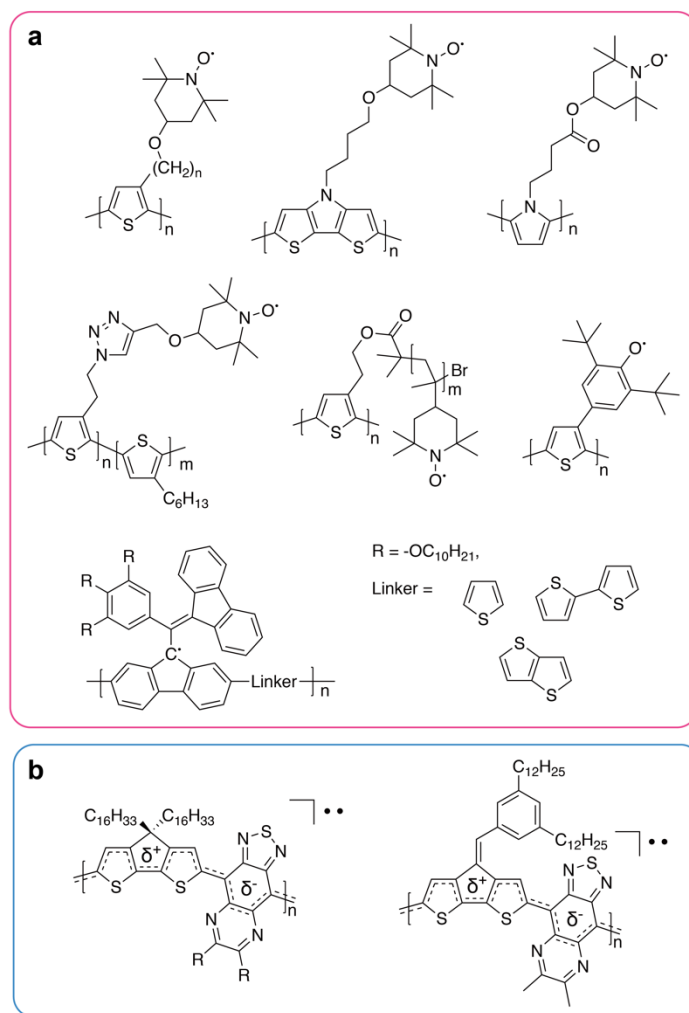 a
O•
N
O
(CH2)n
S
n
O•
N
O
N
S
S
n
O•
N
O
O
N
n
N
N
N
O
N
O•
S
n
S
m
C6H13
O
O
Br
m
S
n
N
O•
O•
S
n
R
R
R
C•
Linker
n
R = -OC10H21,
Linker =
S
S
S
S
S
b
C16H33
C16H33
δ+
S
S
N
S
N
δ-
N
N
R
R
n
••
C12H25
C12H25
δ+
S
S
N
S
N
δ-
N
N
n
••